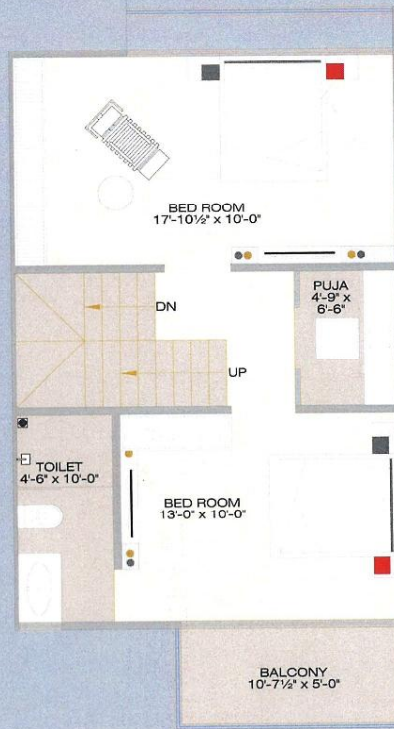 BED ROOM
17'-10½" x 10'-0"
PUJA
4'-9" x
6'-6"
DN
UP
TOILET
4'-6" x 10'-0"
BED ROOM
13'-0" x 10'-0"
BALCONY
10'-7½" x 5'-0"